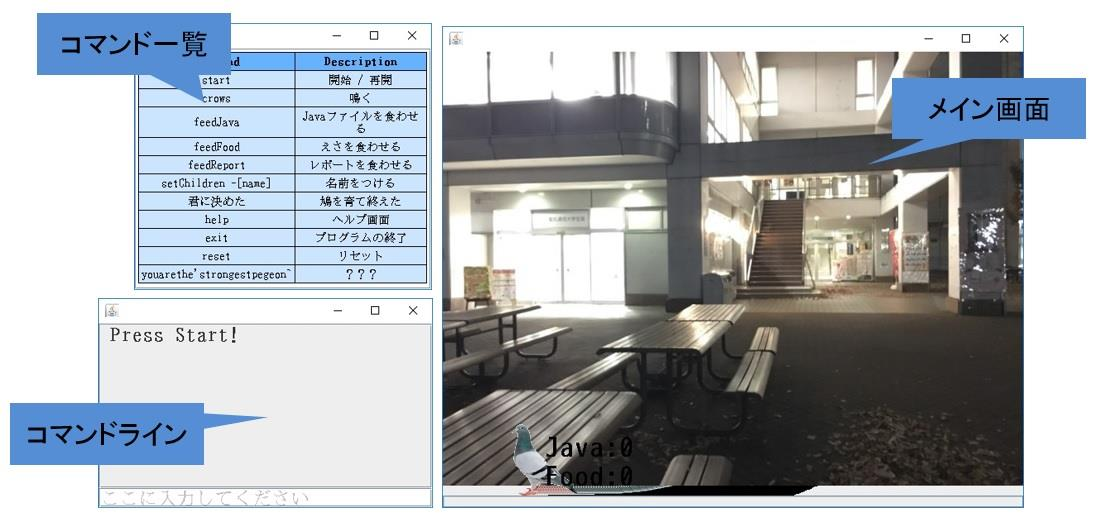 コマンド一覧
Description
start 開始 / 再開
crows 鳴く
feedJava Javaファイルを食わせ
る
feedFood えさを食わせる
feedReport レポートを食わせる
setChildren -[name] 名前をつける
君に決めた 鳩を育て終えた
help ヘルプ画面
exit プログラムの終了
reset リセット
youarethe'strongestpegeon^ ???
Press Start!
コマンドライン
ここに入力してください
メイン画面
Java:0
Food:0